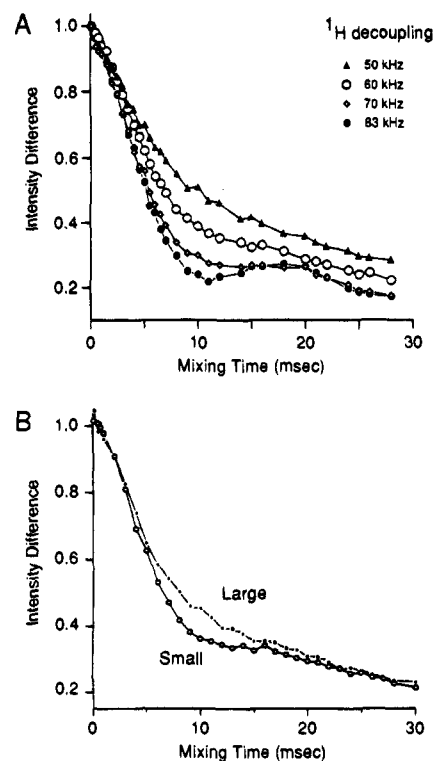 A
¹H decoupling
50 kHz
60 kHz
70 kHz
83 kHz
Intensity Difference
1.0
0.8
0.6
0.4
0.2
0
10
20
30
Mixing Time (msec)
B
Intensity Difference
1.0
0.8
0.6
0.4
0.2
Large
Small
0
10
20
30
Mixing Time (msec)